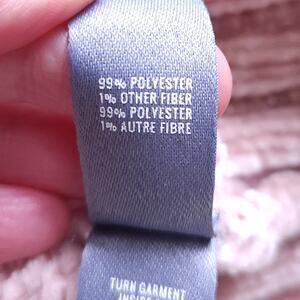 99% POLYESTER
1% OTHER FIBER
99% POLYESTER
1% AUTRE FIBRE
TURN GARMENT